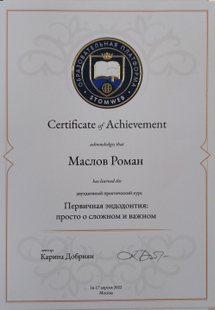 ОБРАЗОВАТЕЛЬНАЯ ПЛАТФОРМА
STOMWEB
Certificate of Achievement
acknowledges that
Маслов Роман
has learned the
двухдневный практический курс
Первичная эндодонтия:
просто о сложном и важном
лектор
Карина Добриян
16-17 апреля 2022
Москва